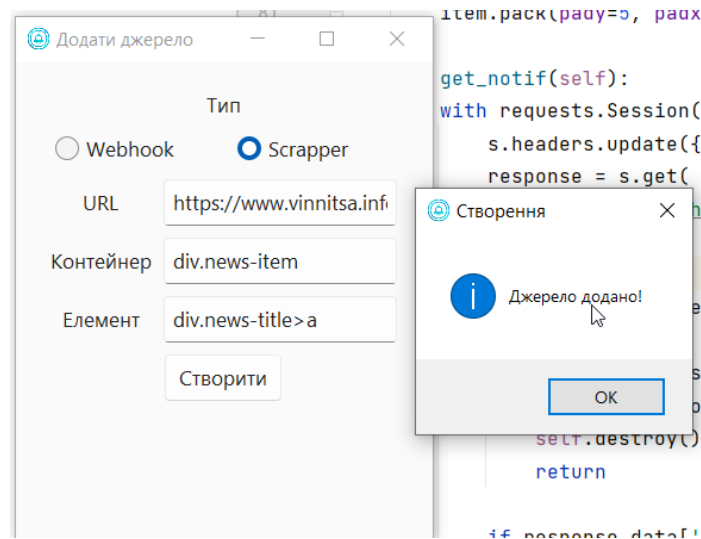 item.pack(pady=5, padx
Додати джерело
get_notif(self):
Тип
with requests.Session(
Webhook
Scrapper
s.headers.update({
response = s.get(
URL
https://www.vinnitsa.info
Створення
Контейнер
div.news-item
Джерело додано!
Елемент
div.news-title>a
Створити
OK
self.destroy()
return
if response.data['